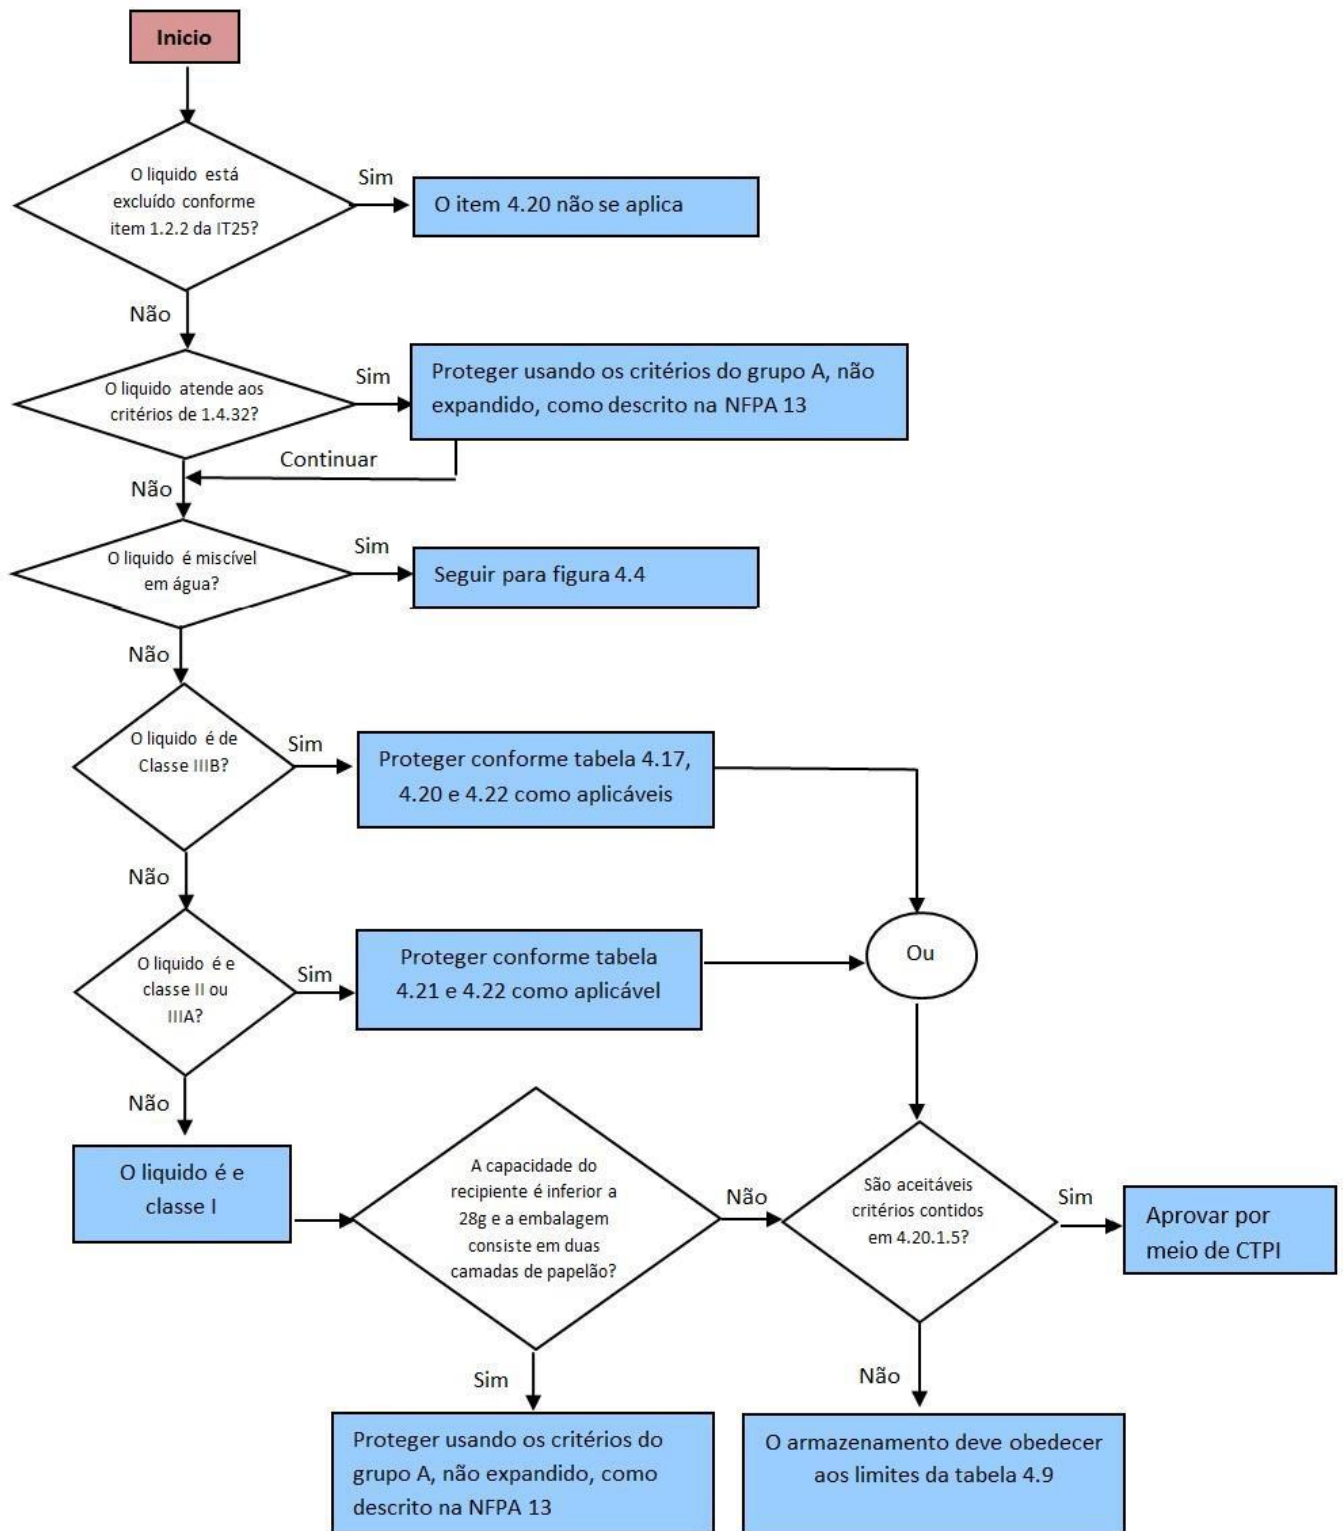 Inicio
O liquido está
excluído conforme
item 1.2.2 da IT25?
Sim
O item 4.20 não se aplica
Não
O liquido atende aos
critérios de 1.4.32?
Sim
Proteger usando os critérios do grupo A, não
expandido, como descrito na NFPA 13
Continuar
Não
O liquido é miscível
em água?
Sim
Seguir para figura 4.4
Não
O liquido é de
Classe IIIB?
Sim
Proteger conforme tabela 4.17,
4.20 e 4.22 como aplicáveis
Não
O liquido é e
classe II ou
IIIA?
Sim
Proteger conforme tabela
4.21 e 4.22 como aplicável
Ou
Não
O liquido é e
classe I
A capacidade do
recipiente é inferior a
28g e a embalagem
consiste em duas
camadas de papelão?
Não
São aceitáveis
critérios contidos
em 4.20.1.5?
Sim
Aprovar por
meio de CTPI
Sim
Proteger usando os critérios do
grupo A, não expandido, como
descrito na NFPA 13
Não
O armazenamento deve obedecer
aos limites da tabela 4.9